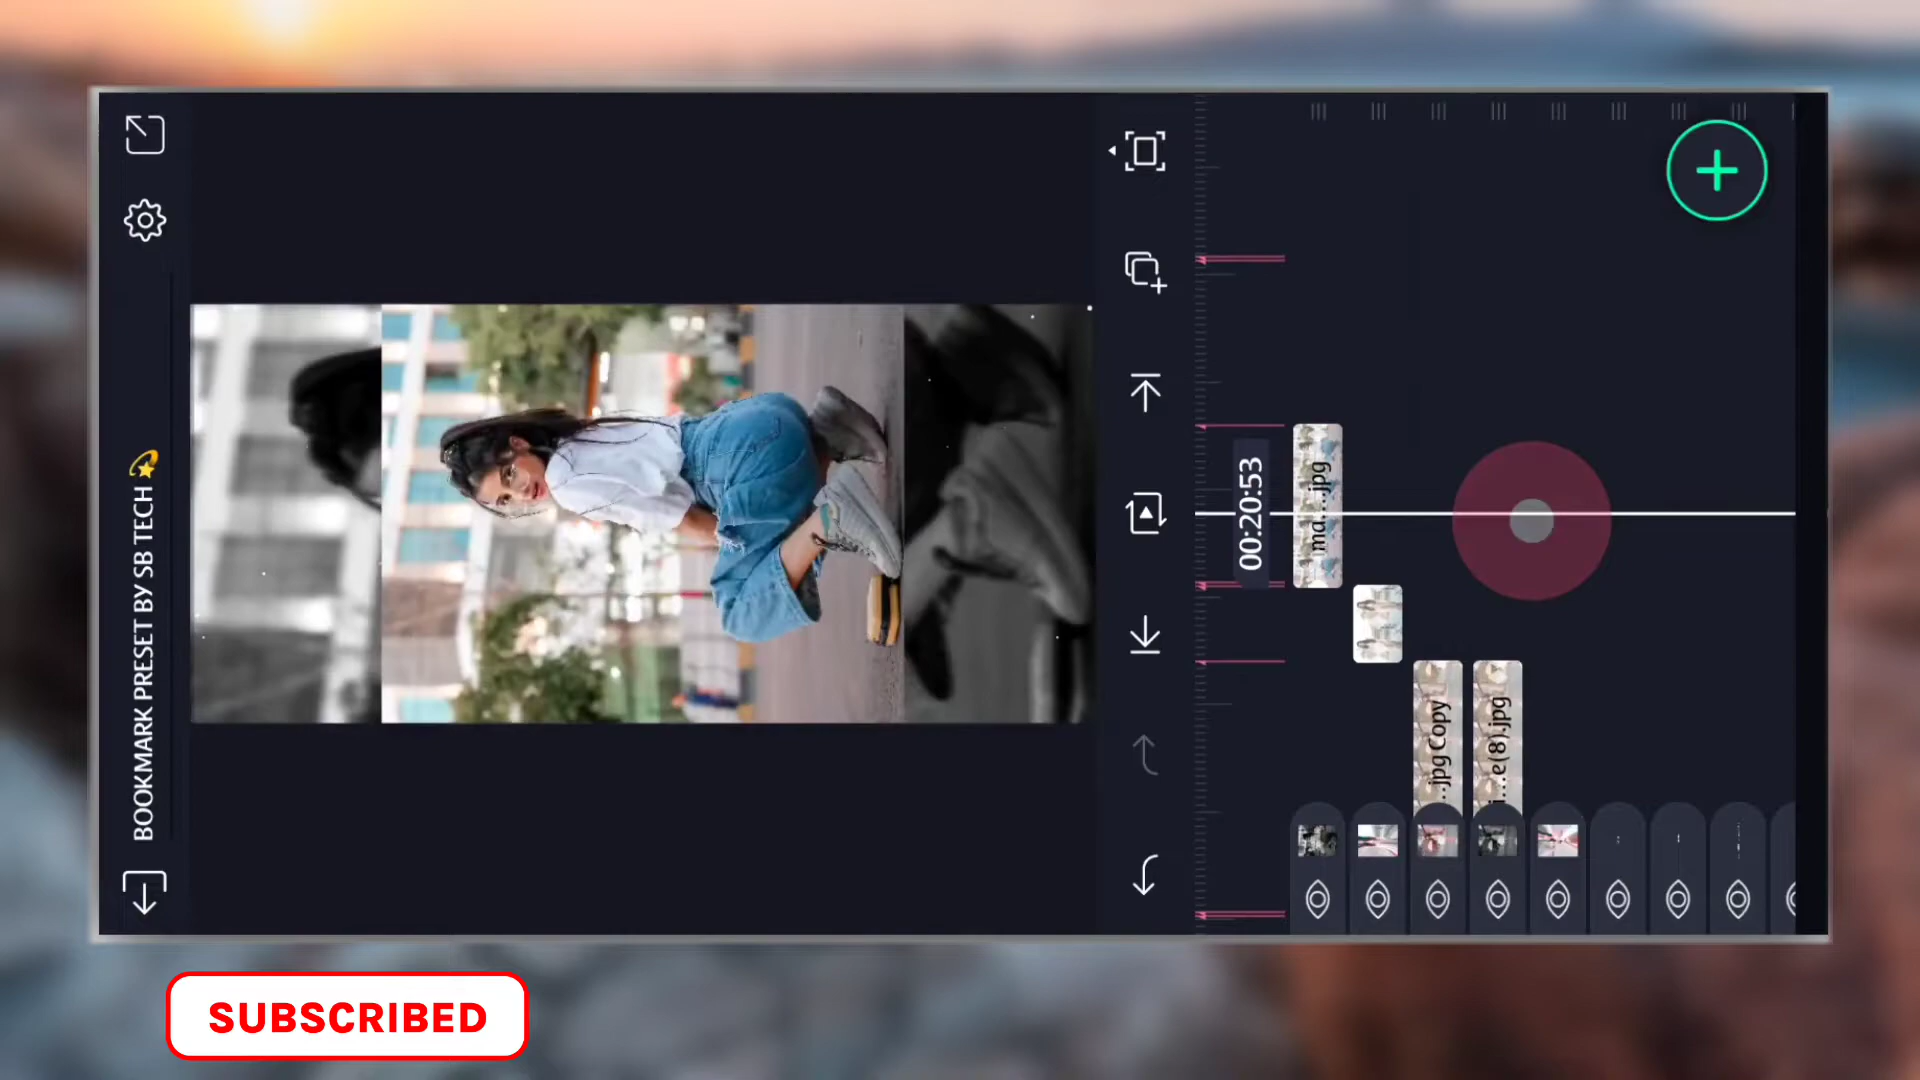 BOOKMARK PRESET BY SB TECH 💫
00:20:53
ma...jpg
...jpg Copy
i...e(8).jpg
SUBSCRIBED